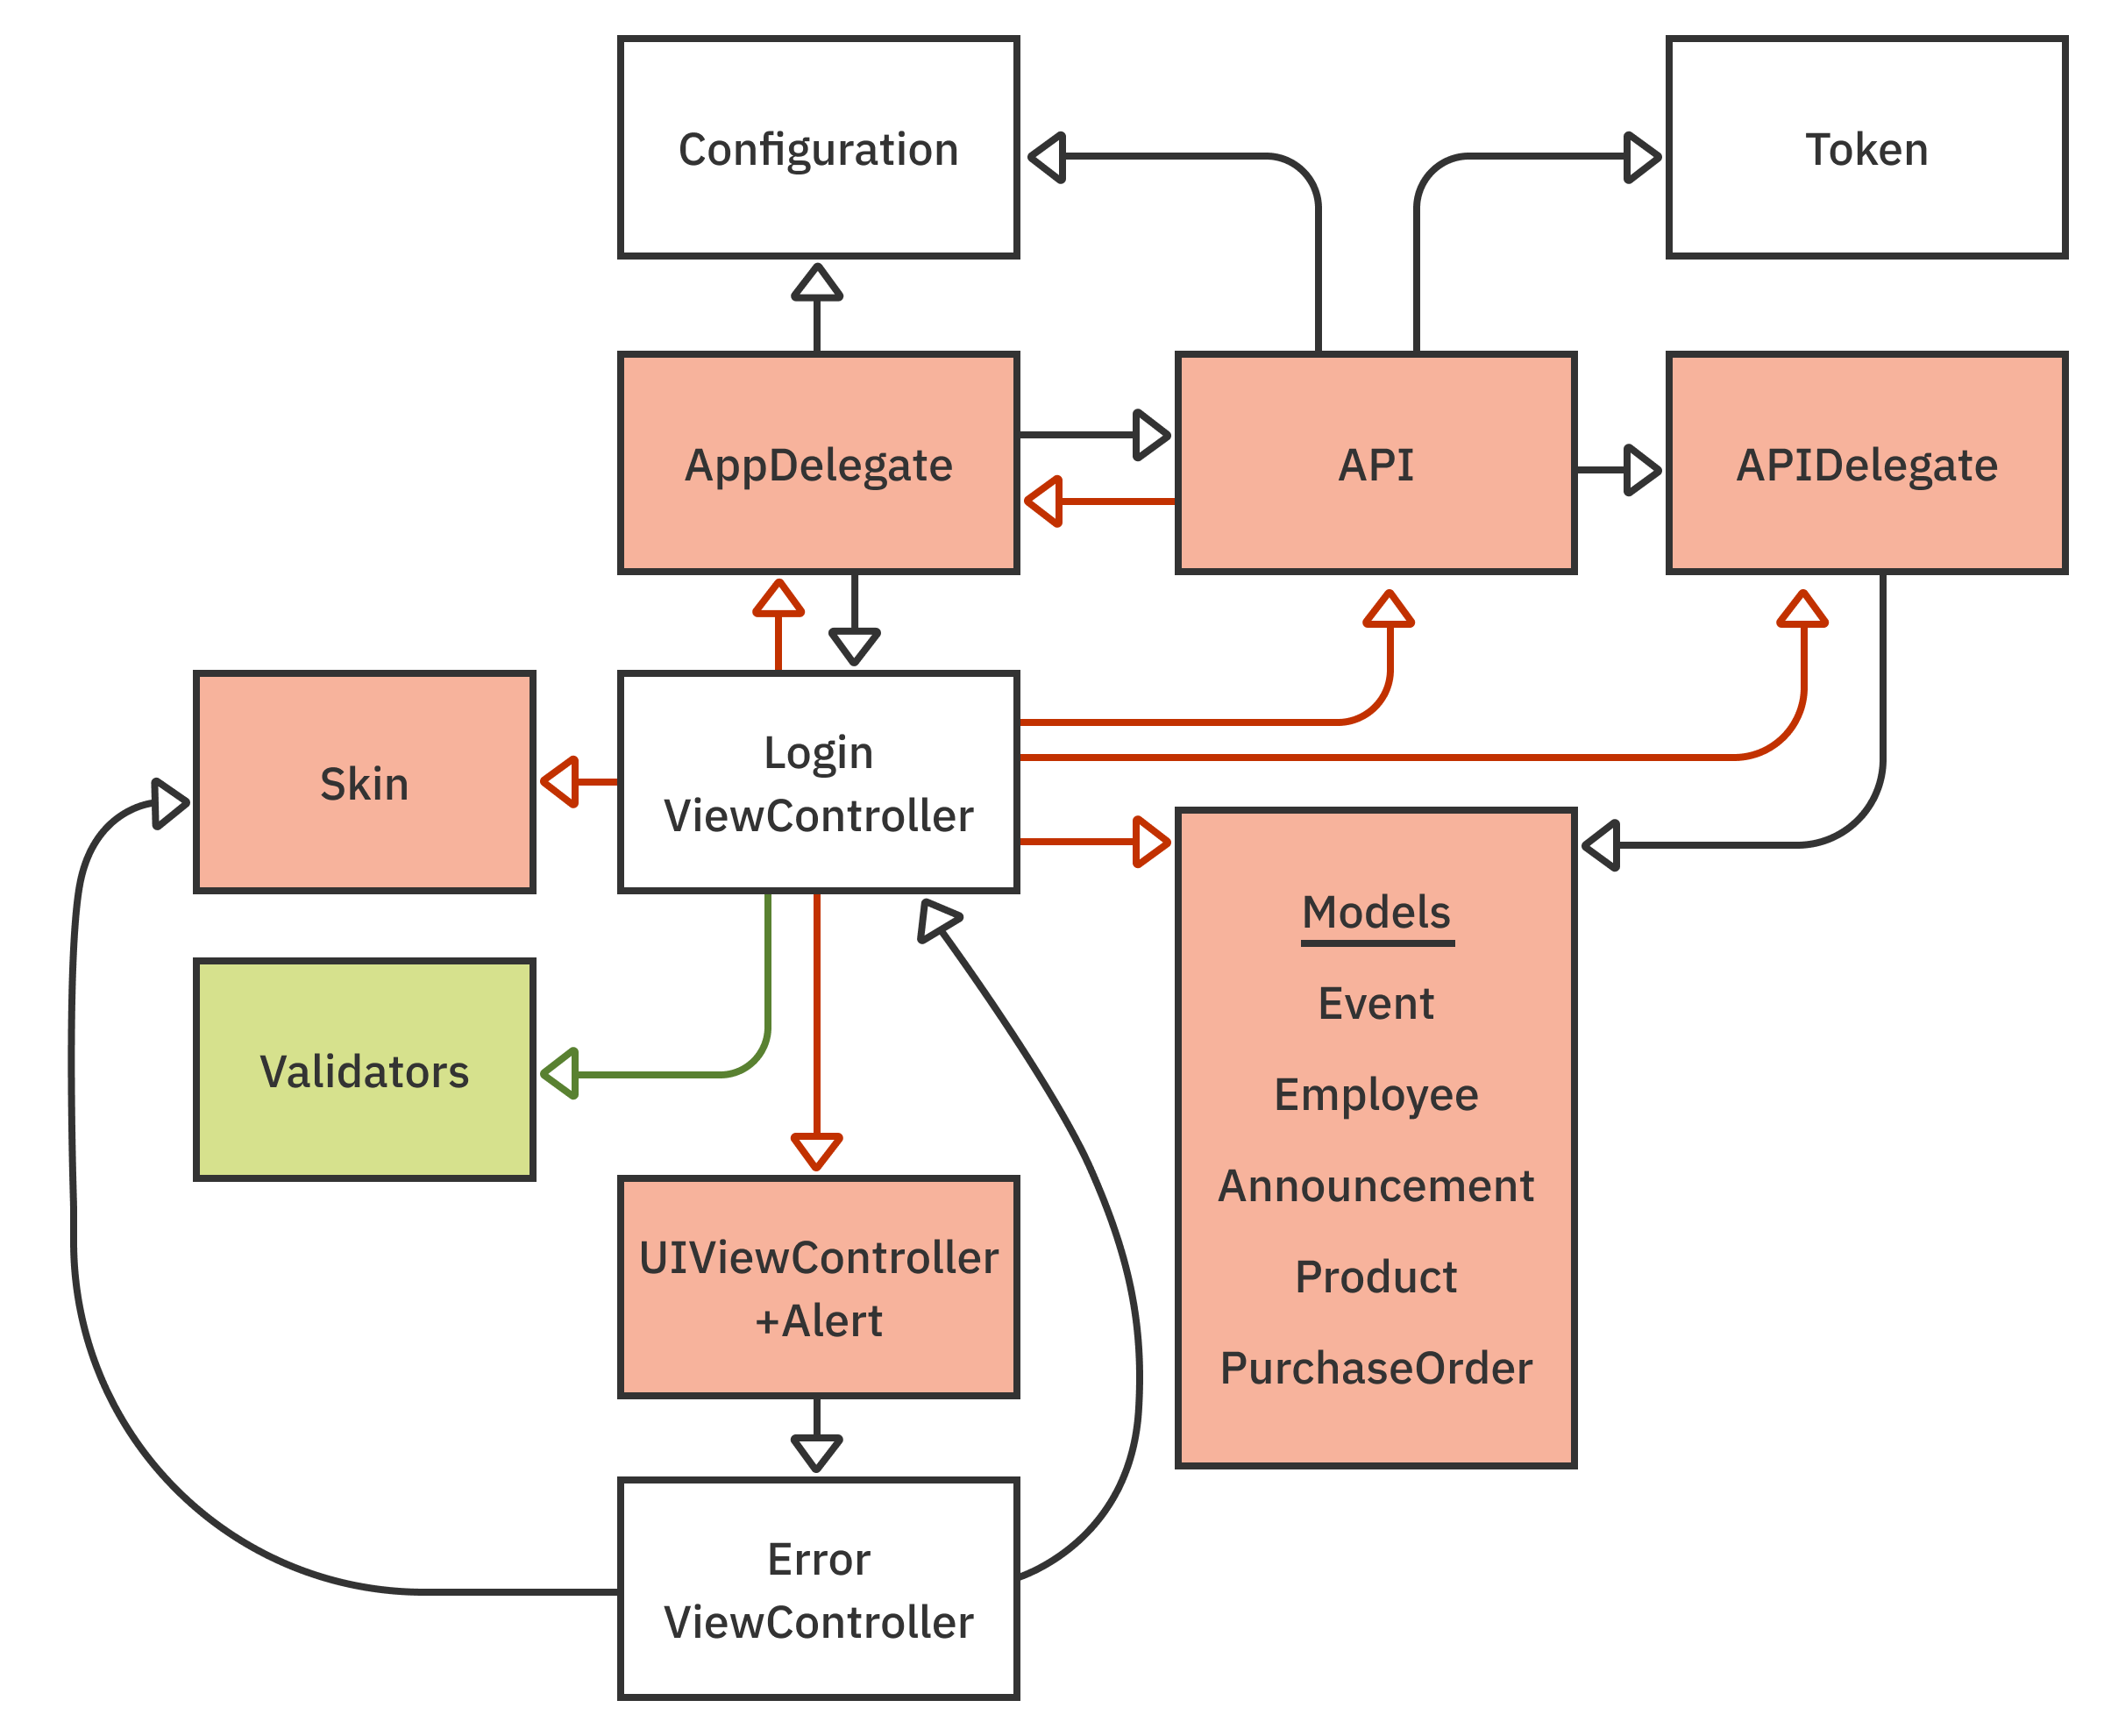 Configuration
Token
AppDelegate
API
APIDelegate
Skin
Login
ViewController
Models
Event
Employee
Announcement
Product
PurchaseOrder
Validators
UIViewController
+Alert
Error
ViewController